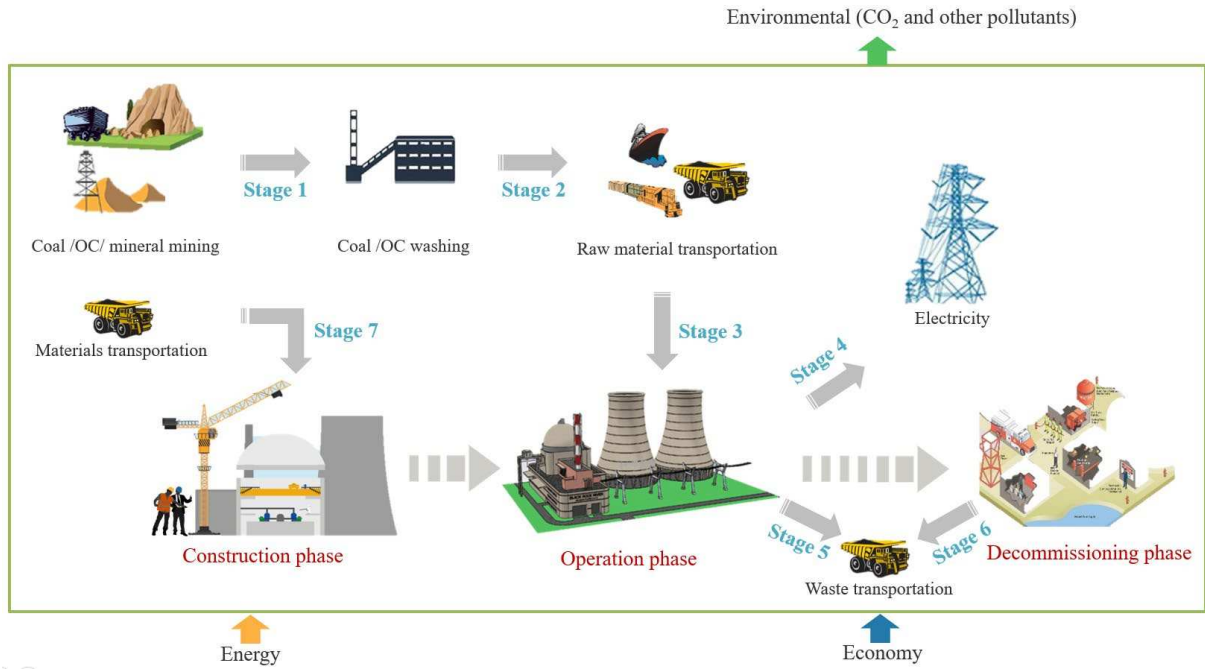 Environmental (CO₂ and other pollutants)
Stage 1
Stage 2
Coal /OC/ mineral mining
Coal /OC washing
Raw material transportation
Electricity
Stage 7
Stage 3
Stage 4
Materials transportation
Stage 5
Stage 6
Construction phase
Operation phase
Decommissioning phase
Waste transportation
Energy
Economy